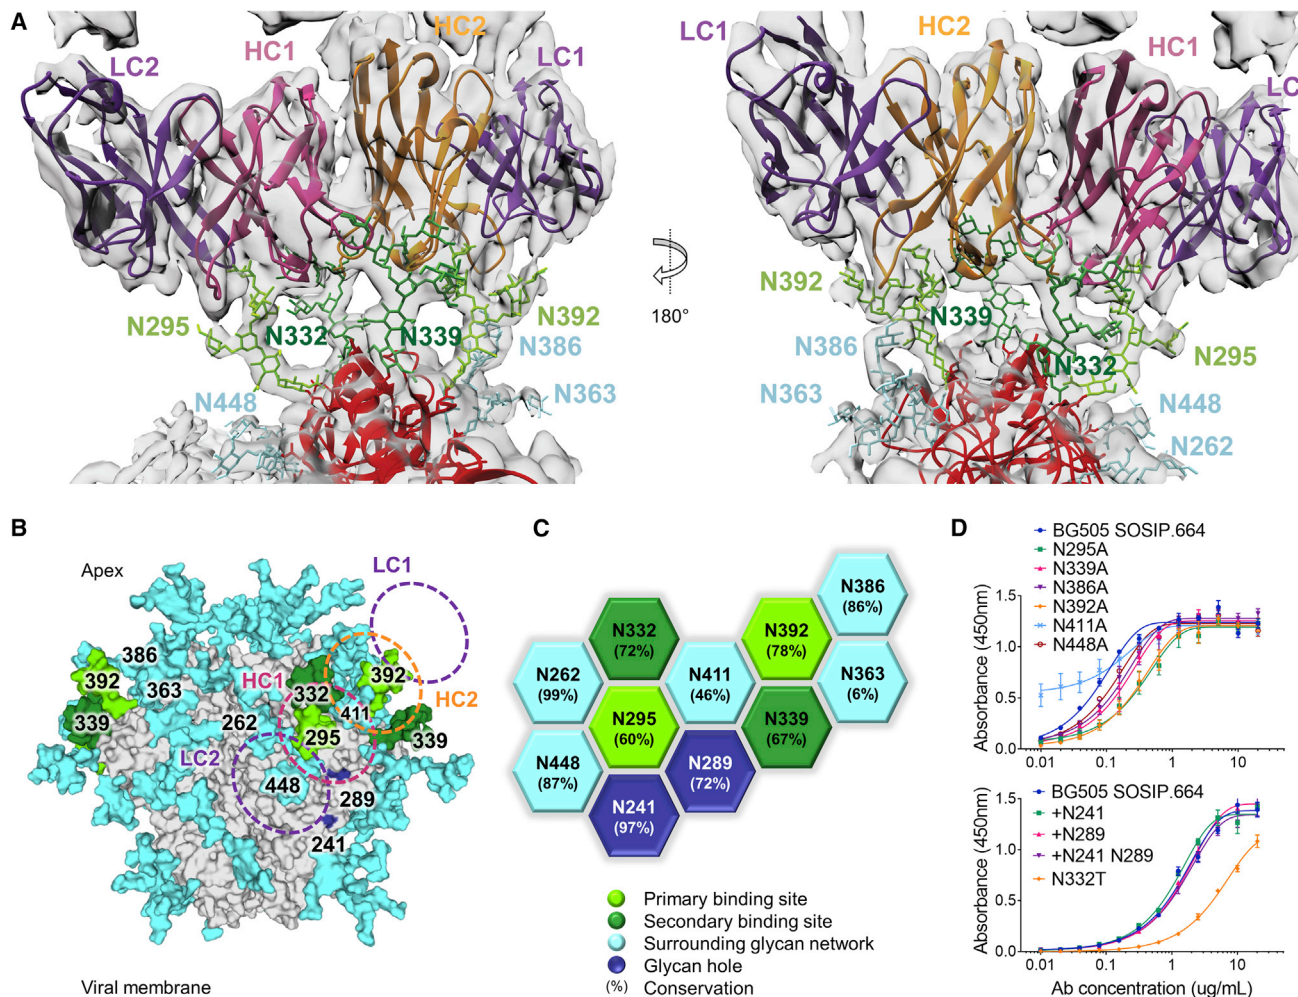 A
LC2
HC1
HC2
LC1
N295
N332
N339
N392
N386
N363
N448
180°
LC1
HC2
HC1
LC
N392
N339
N386
N332
N295
N363
N448
N262
B
Apex
LC1
386
392
363
HC1
332
392
HC2
339
262
411
295
339
LC2
448
289
241
Viral membrane
C
N386
(86%)
N332
(72%)
N392
(78%)
N262
(99%)
N411
(46%)
N363
(6%)
N295
(60%)
N339
(67%)
N448
(87%)
N289
(72%)
N241
(97%)
Primary binding site
Secondary binding site
Surrounding glycan network
Glycan hole
(%) Conservation
D
BG505 SOSIP.664
N295A
N339A
N386A
N392A
N411A
N448A
Absorbance (450nm)
1.5
1.0
0.5
0.0
0.01 0.1 1 10
BG505 SOSIP.664
+N241
+N289
+N241 N289
N332T
Absorbance (450nm)
1.5
1.0
0.5
0.0
0.01 0.1 1 10
Ab concentration (ug/mL)